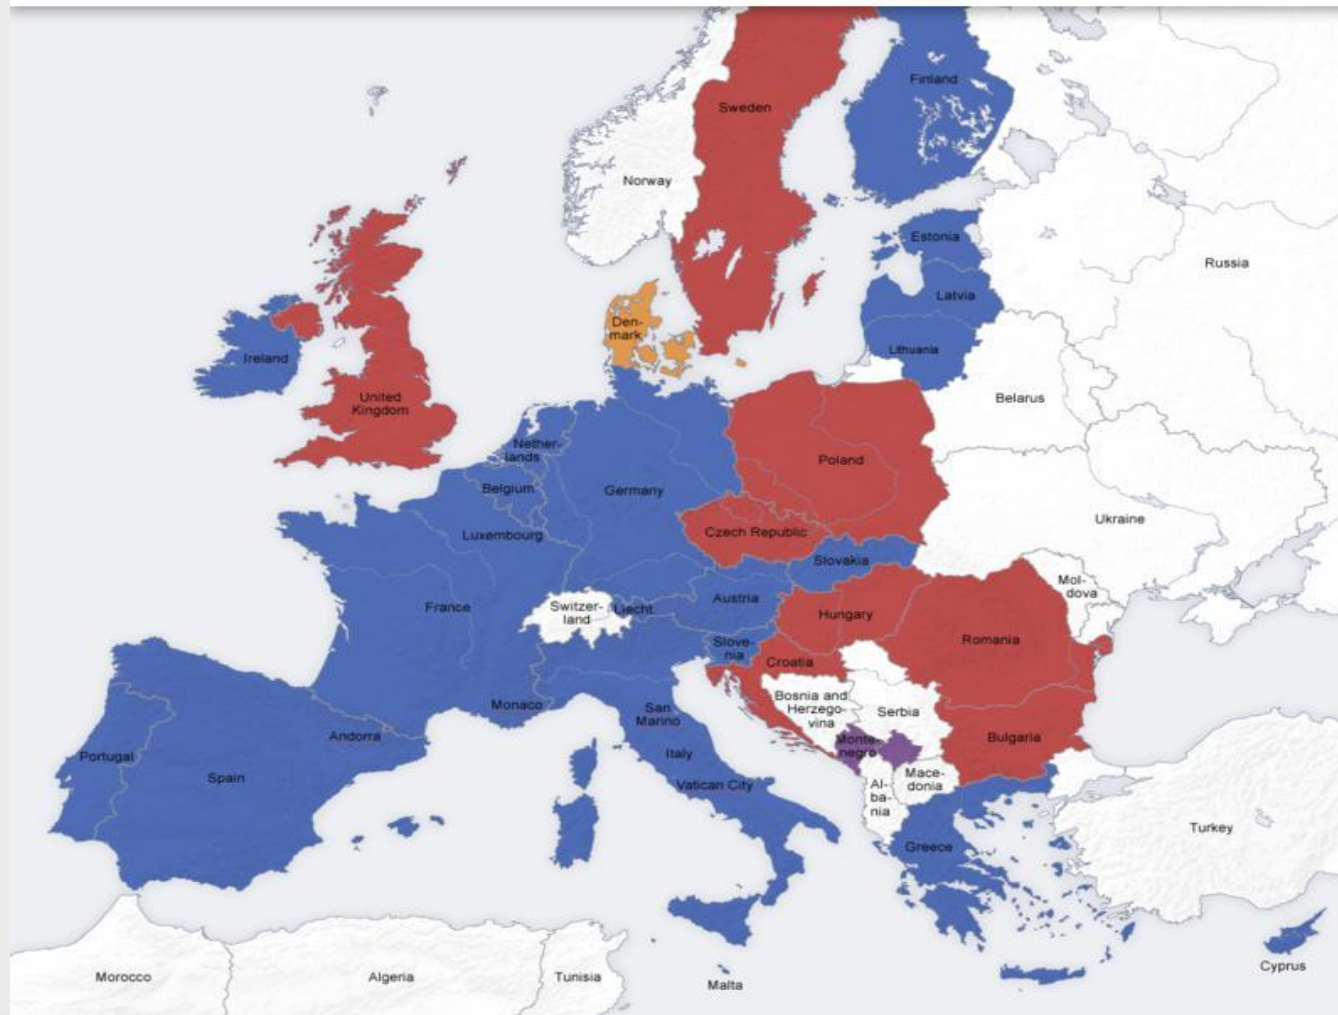 Finland
Sweden
Norway
Estonia
Russia
Latvia
Den-
mark
Lithuania
Ireland
United
Kingdom
Belarus
Nether-
lands
Poland
Belgium
Germany
Ukraine
Luxembourg
Czech Republic
Slovakia
Mol-
dova
France
Switzer-
land
Liecht.
Austria
Hungary
Romania
Slove-
nia
Croatia
Bosnia and
Herzego-
vina
Serbia
Monaco
San
Marino
Andorra
Monte-
negro
Bulgaria
Portugal
Spain
Italy
Vatican City
Al-
ba-
nia
Mace-
donia
Turkey
Greece
Morocco
Algeria
Tunisia
Malta
Cyprus